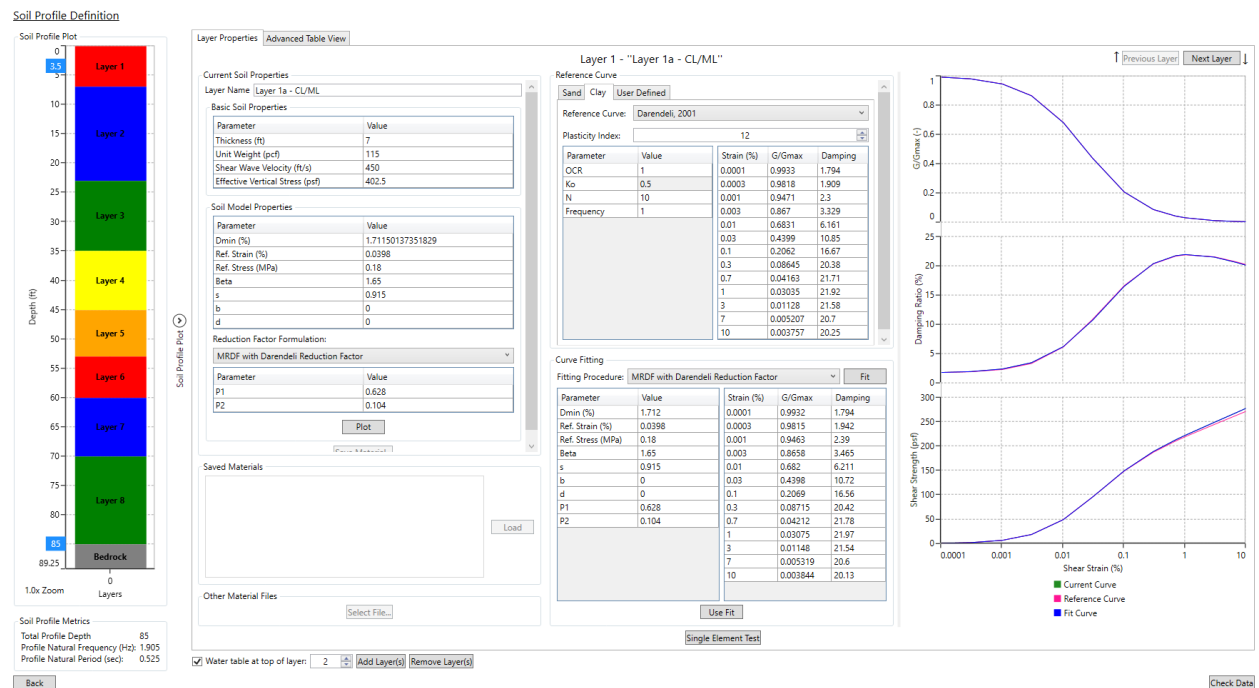 Soil Profile Definition
Soil Profile Plot
0
3.5
5
10
15
20
25
30
35
40
45
50
55
60
65
70
75
80
85
89.25
Depth (ft)
Layer 1
Layer 2
Layer 3
Layer 4
Layer 5
Layer 6
Layer 7
Layer 8
Bedrock
0
1.0x Zoom Layers
Soil Profile Metrics
Total Profile Depth 85
Profile Natural Frequency (Hz): 1.905
Profile Natural Period (sec): 0.525
Back
Soil Profile Plot
Layer Properties Advanced Table View
Layer 1 - "Layer 1a - CL/ML"
Previous Layer Next Layer
Current Soil Properties
Layer Name Layer 1a - CL/ML
Basic Soil Properties
Parameter Value
Thickness (ft) 7
Unit Weight (pcf) 115
Shear Wave Velocity (ft/s) 450
Effective Vertical Stress (psf) 402.5
Soil Model Properties
Parameter Value
Dmin (%) 1.71150137351829
Ref. Strain (%) 0.0398
Ref. Stress (MPa) 0.18
Beta 1.65
s 0.915
b 0
d 0
Reduction Factor Formulation:
MRDF with Darendeli Reduction Factor
Parameter Value
P1 0.628
P2 0.104
Plot
Save Material
Saved Materials
Load
Other Material Files
Select File...
Reference Curve
Sand Clay User Defined
Reference Curve: Darendeli, 2001
Plasticity Index: 12
Parameter Value
OCR 1
Ko 0.5
N 10
Frequency 1
Strain (%) G/Gmax Damping
0.0001 0.9933 1.794
0.0003 0.9818 1.909
0.001 0.9471 2.3
0.003 0.867 3.329
0.01 0.6831 6.161
0.03 0.4399 10.85
0.1 0.2062 16.67
0.3 0.08645 20.38
0.7 0.04163 21.71
1 0.03035 21.92
3 0.01128 21.58
7 0.005207 20.7
10 0.003757 20.25
Curve Fitting
Fitting Procedure: MRDF with Darendeli Reduction Factor Fit
Parameter Value
Dmin (%) 1.712
Ref. Strain (%) 0.0398
Ref. Stress (MPa) 0.18
Beta 1.65
s 0.915
b 0
d 0
P1 0.628
P2 0.104
Strain (%) G/Gmax Damping
0.0001 0.9932 1.794
0.0003 0.9815 1.942
0.001 0.9463 2.39
0.003 0.8658 3.465
0.01 0.682 6.211
0.03 0.4398 10.72
0.1 0.2069 16.56
0.3 0.08715 20.42
0.7 0.04212 21.78
1 0.03075 21.97
3 0.01148 21.54
7 0.005319 20.6
10 0.003844 20.13
Use Fit
Single Element Test
G/Gmax (-)
1
0.8
0.6
0.4
0.2
0
Damping Ratio (%)
25
20
15
10
5
0
Shear Strength (psf)
300
250
200
150
100
50
0
0.0001 0.001 0.01 0.1 1 10
Shear Strain (%)
Current Curve
Reference Curve
Fit Curve
Water table at top of layer: 2 Add Layer(s) Remove Layer(s)
Check Data